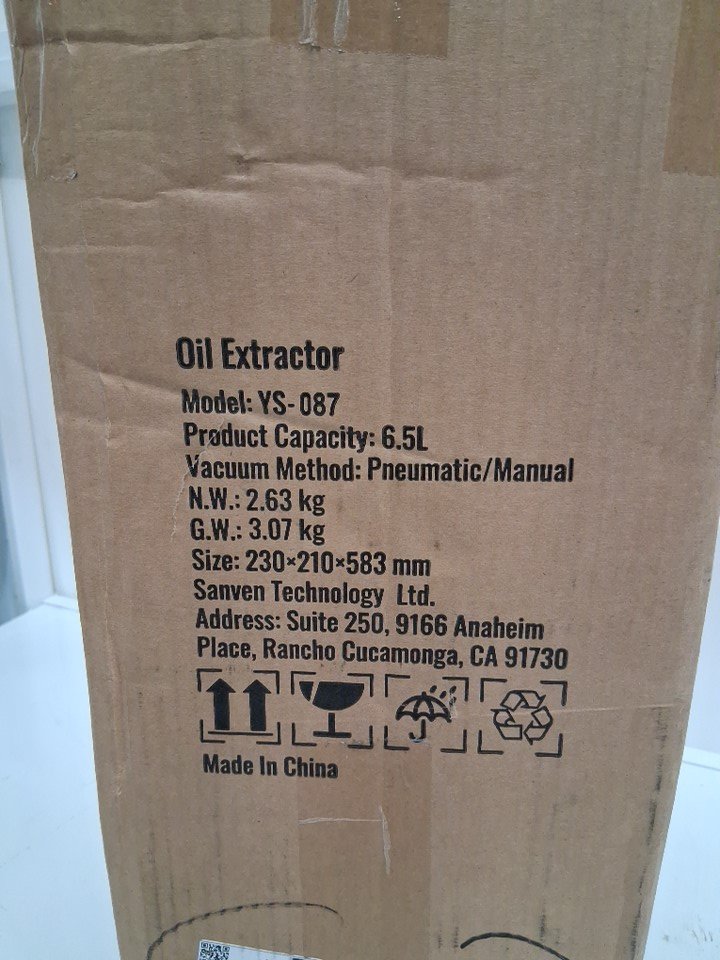 Oil Extractor
Model: YS-087
Product Capacity: 6.5L
Vacuum Method: Pneumatic/Manual
N.W.: 2.63 kg
G.W.: 3.07 kg
Size: 230×210×583 mm
Sanven Technology Ltd.
Address: Suite 250, 9166 Anaheim
Place, Rancho Cucamonga, CA 91730
Made In China